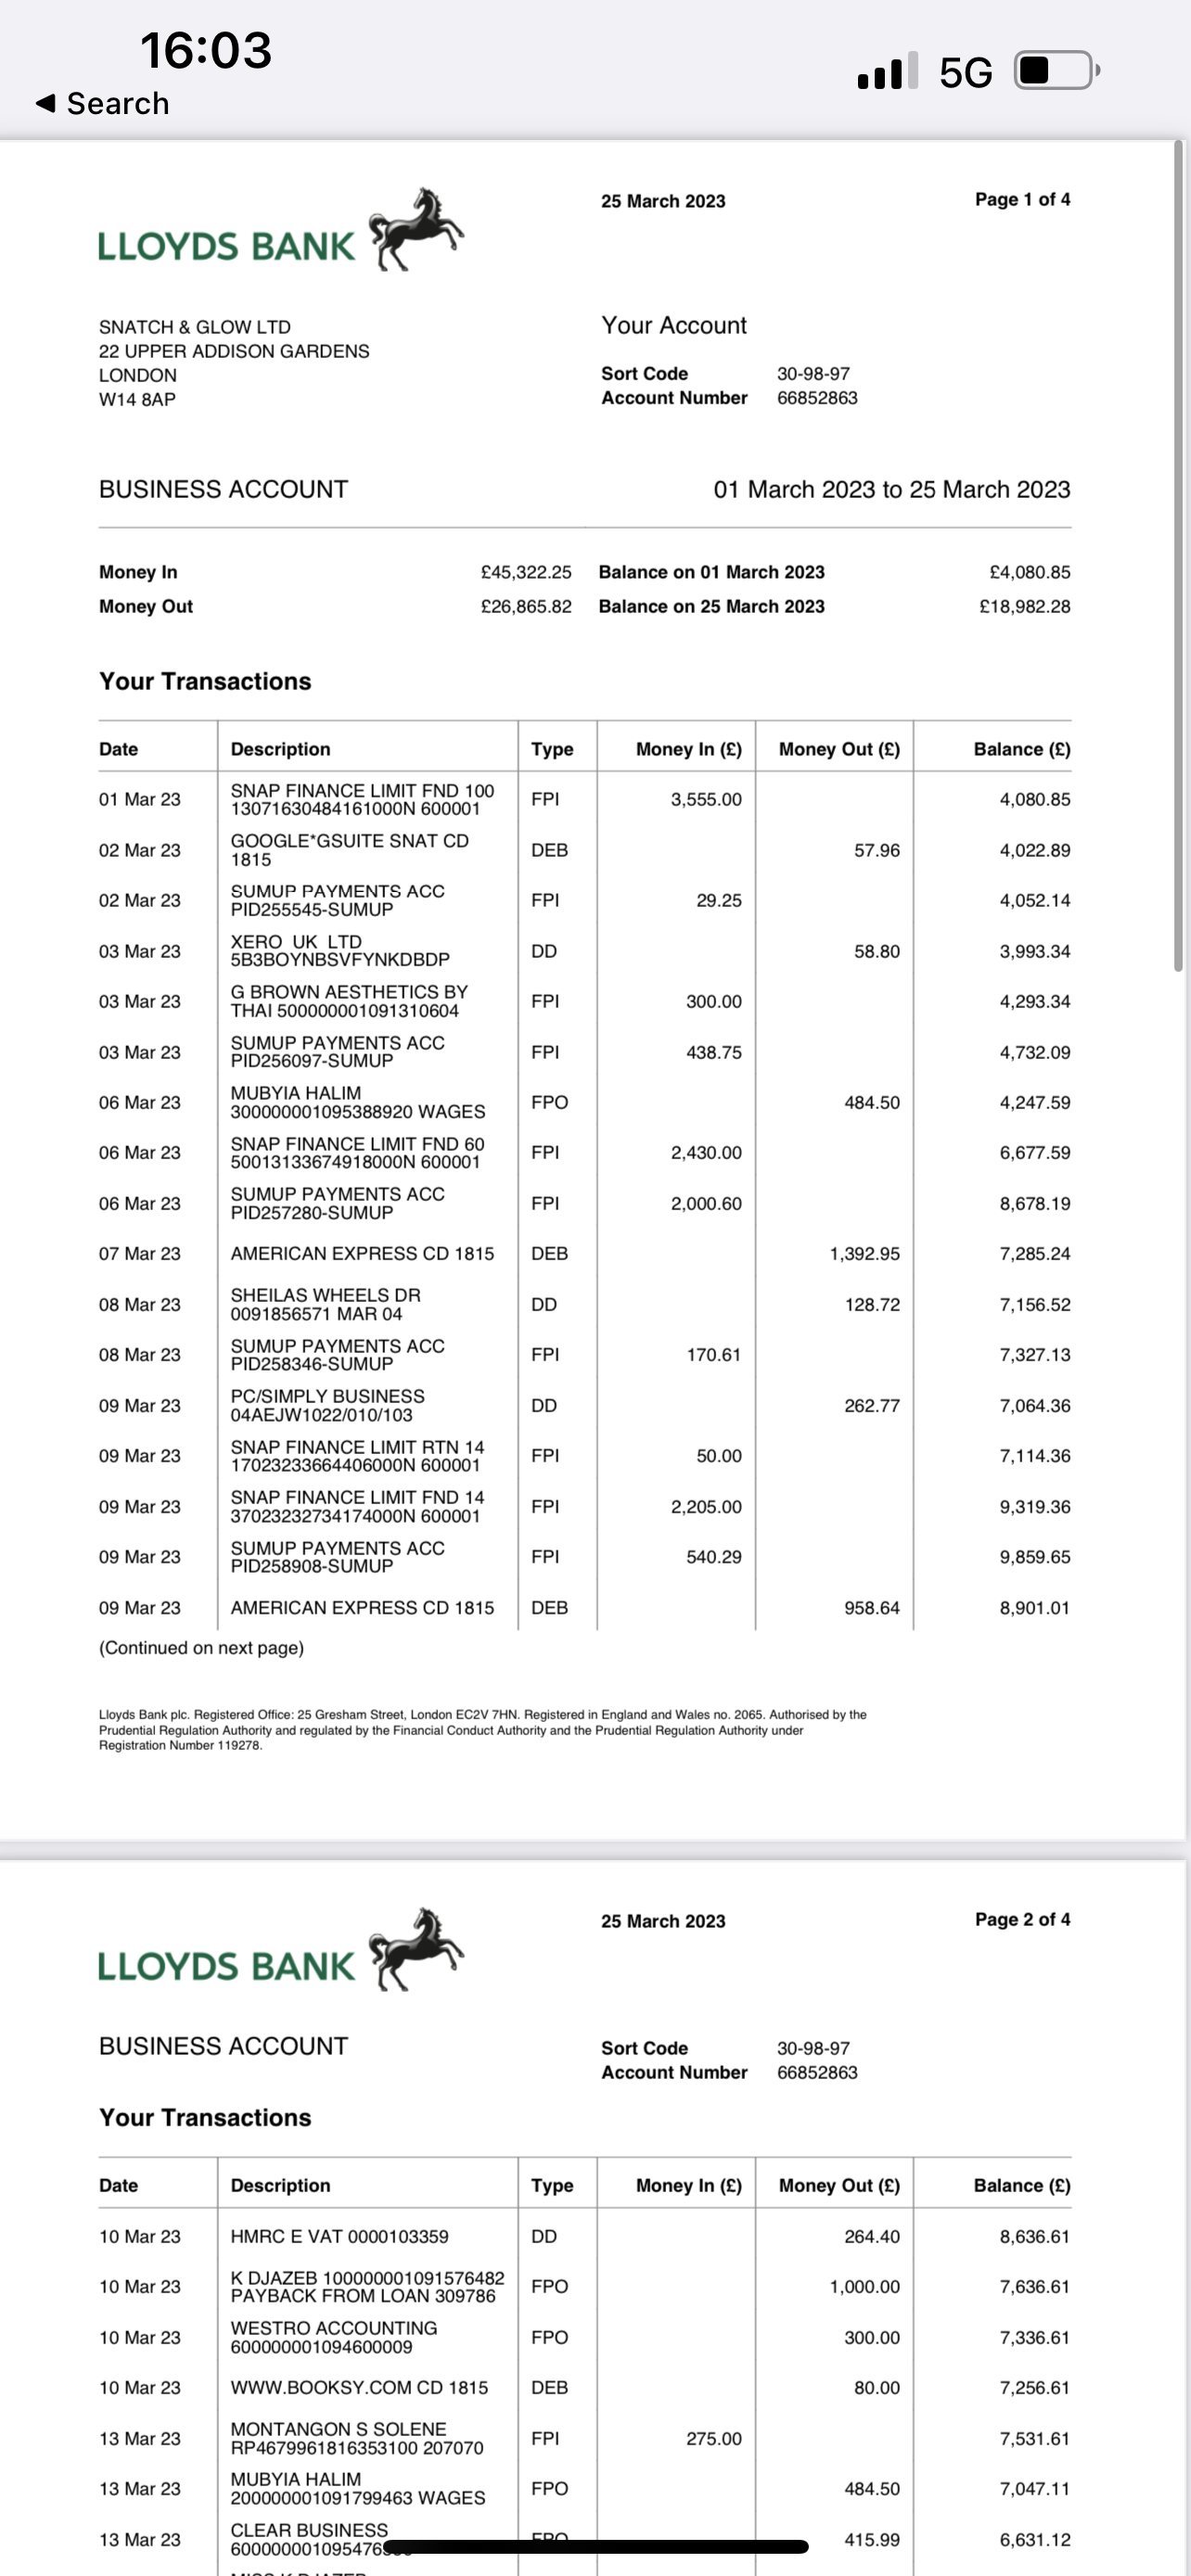 16:03
5G
◀ Search
25 March 2023 Page 1 of 4
LLOYDS BANK
SNATCH & GLOW LTD
22 UPPER ADDISON GARDENS
LONDON
W14 8AP
Your Account
Sort Code 30-98-97
Account Number 66852863
BUSINESS ACCOUNT 01 March 2023 to 25 March 2023
Money In £45,322.25 Balance on 01 March 2023 £4,080.85
Money Out £26,865.82 Balance on 25 March 2023 £18,982.28
Your Transactions
Date Description Type Money In (£) Money Out (£) Balance (£)
01 Mar 23 SNAP FINANCE LIMIT FND 100 FPI 3,555.00 4,080.85
13071630484161000N 600001
02 Mar 23 GOOGLE*GSUITE SNAT CD DEB 57.96 4,022.89
1815
02 Mar 23 SUMUP PAYMENTS ACC FPI 29.25 4,052.14
PID255545-SUMUP
03 Mar 23 XERO UK LTD DD 58.80 3,993.34
5B3BOYNBSVFYNKDBDP
03 Mar 23 G BROWN AESTHETICS BY FPI 300.00 4,293.34
THAI 500000001091310604
03 Mar 23 SUMUP PAYMENTS ACC FPI 438.75 4,732.09
PID256097-SUMUP
06 Mar 23 MUBYIA HALIM FPO 484.50 4,247.59
300000001095388920 WAGES
06 Mar 23 SNAP FINANCE LIMIT FND 60 FPI 2,430.00 6,677.59
50013133674918000N 600001
06 Mar 23 SUMUP PAYMENTS ACC FPI 2,000.60 8,678.19
PID257280-SUMUP
07 Mar 23 AMERICAN EXPRESS CD 1815 DEB 1,392.95 7,285.24
08 Mar 23 SHEILAS WHEELS DR DD 128.72 7,156.52
0091856571 MAR 04
08 Mar 23 SUMUP PAYMENTS ACC FPI 170.61 7,327.13
PID258346-SUMUP
09 Mar 23 PC/SIMPLY BUSINESS DD 262.77 7,064.36
04AEJW1022/010/103
09 Mar 23 SNAP FINANCE LIMIT RTN 14 FPI 50.00 7,114.36
17023233664406000N 600001
09 Mar 23 SNAP FINANCE LIMIT FND 14 FPI 2,205.00 9,319.36
37023232734174000N 600001
09 Mar 23 SUMUP PAYMENTS ACC FPI 540.29 9,859.65
PID258908-SUMUP
09 Mar 23 AMERICAN EXPRESS CD 1815 DEB 958.64 8,901.01
(Continued on next page)
Lloyds Bank plc. Registered Office: 25 Gresham Street, London EC2V 7HN. Registered in England and Wales no. 2065. Authorised by the
Prudential Regulation Authority and regulated by the Financial Conduct Authority and the Prudential Regulation Authority under
Registration Number 119278.
25 March 2023 Page 2 of 4
LLOYDS BANK
BUSINESS ACCOUNT
Sort Code 30-98-97
Account Number 66852863
Your Transactions
Date Description Type Money In (£) Money Out (£) Balance (£)
10 Mar 23 HMRC E VAT 0000103359 DD 264.40 8,636.61
10 Mar 23 K DJAZEB 100000001091576482 FPO 1,000.00 7,636.61
PAYBACK FROM LOAN 309786
10 Mar 23 WESTRO ACCOUNTING FPO 300.00 7,336.61
600000001094600009
10 Mar 23 WWW.BOOKSY.COM CD 1815 DEB 80.00 7,256.61
13 Mar 23 MONTANGON S SOLENE FPI 275.00 7,531.61
RP4679961816353100 207070
13 Mar 23 MUBYIA HALIM FPO 484.50 7,047.11
200000001091799463 WAGES
13 Mar 23 CLEAR BUSINESS FPO 415.99 6,631.12